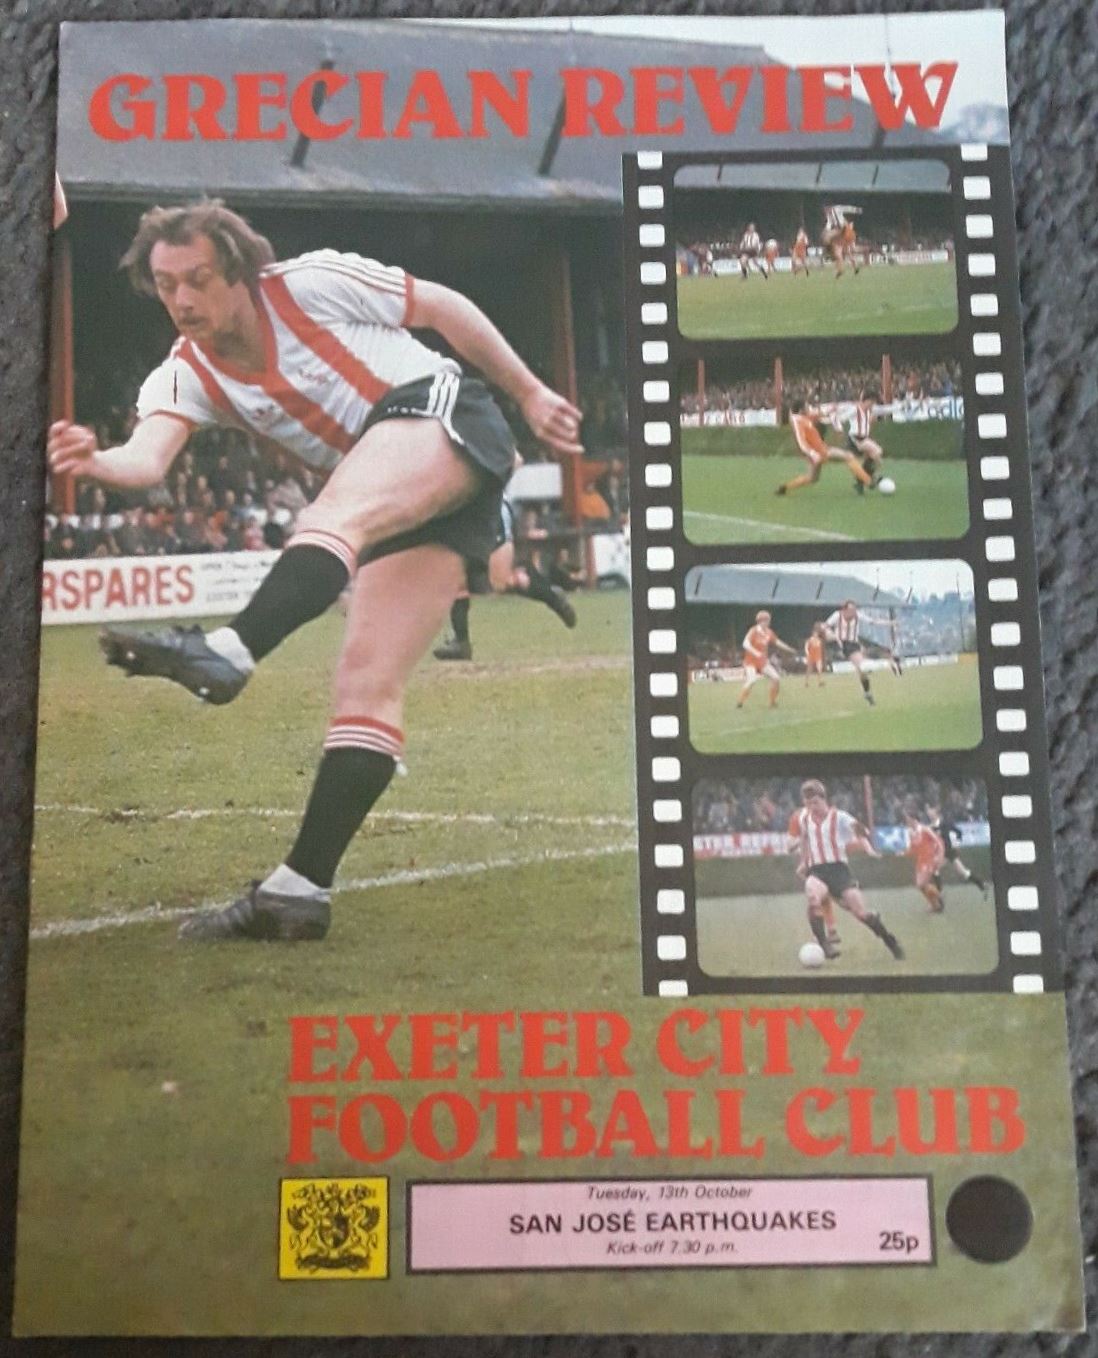 GRECIAN REVIEW
RSPARES
EXETER CITY
FOOTBALL CLUB
Tuesday, 13th October
SAN JOSÉ EARTHQUAKES
Kick-off 7.30 p.m.
25p